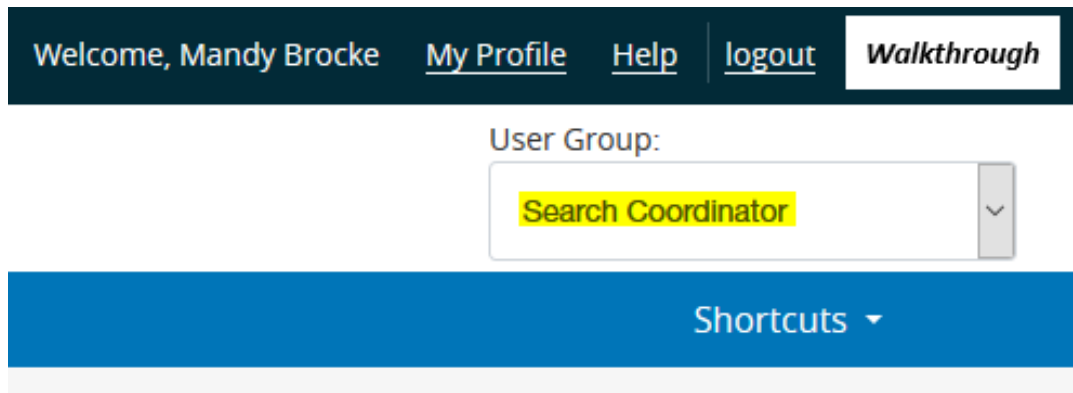 Welcome, Mandy Brocke My Profile Help logout Walkthrough
User Group:
Search Coordinator
Shortcuts